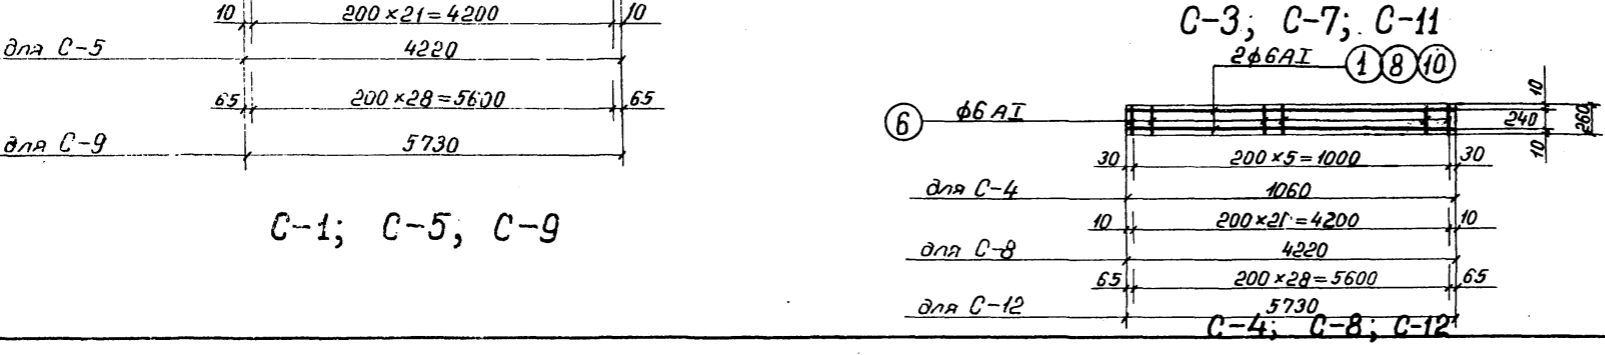 10 200×21=4200 10
для С-5 4220
65 200×28=5600 65
для С-9 5730
С-1; С-5, С-9
С-3; С-7; С-11
2ф6АI 1 8 10
6 ф6АI
10 240 10 260
30 200×5=1000 30
для С-4 1060
10 200×21=4200 10
для С-8 4220
65 200×28=5600 65
для С-12 5730
С-4; С-8; С-12